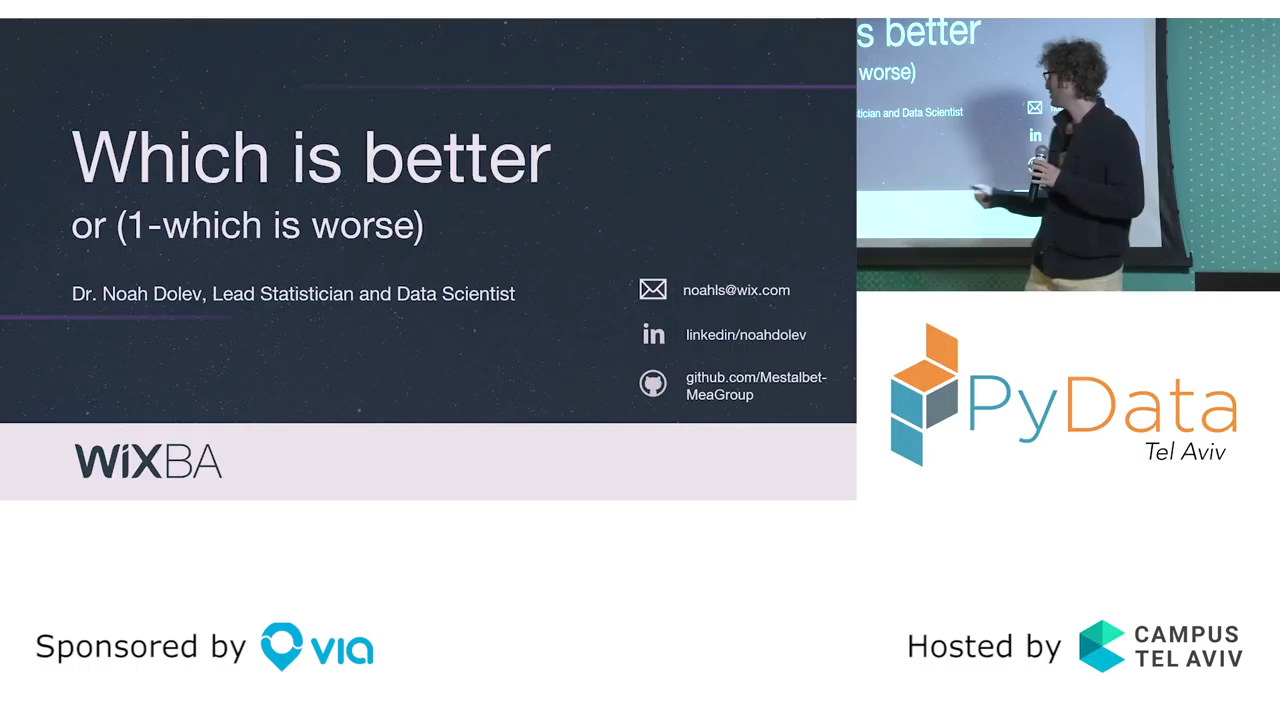 Which is better
or (1-which is worse)
Dr. Noah Dolev, Lead Statistician and Data Scientist
noahls@wix.com
in
linkedin/noahdolev
github.com/Mestalbet-
MeaGroup
WiXBA
s better
worse)
tician and Data Scientist
in
PyData
Tel Aviv
Sponsored by via
Hosted by CAMPUS
TEL AVIV